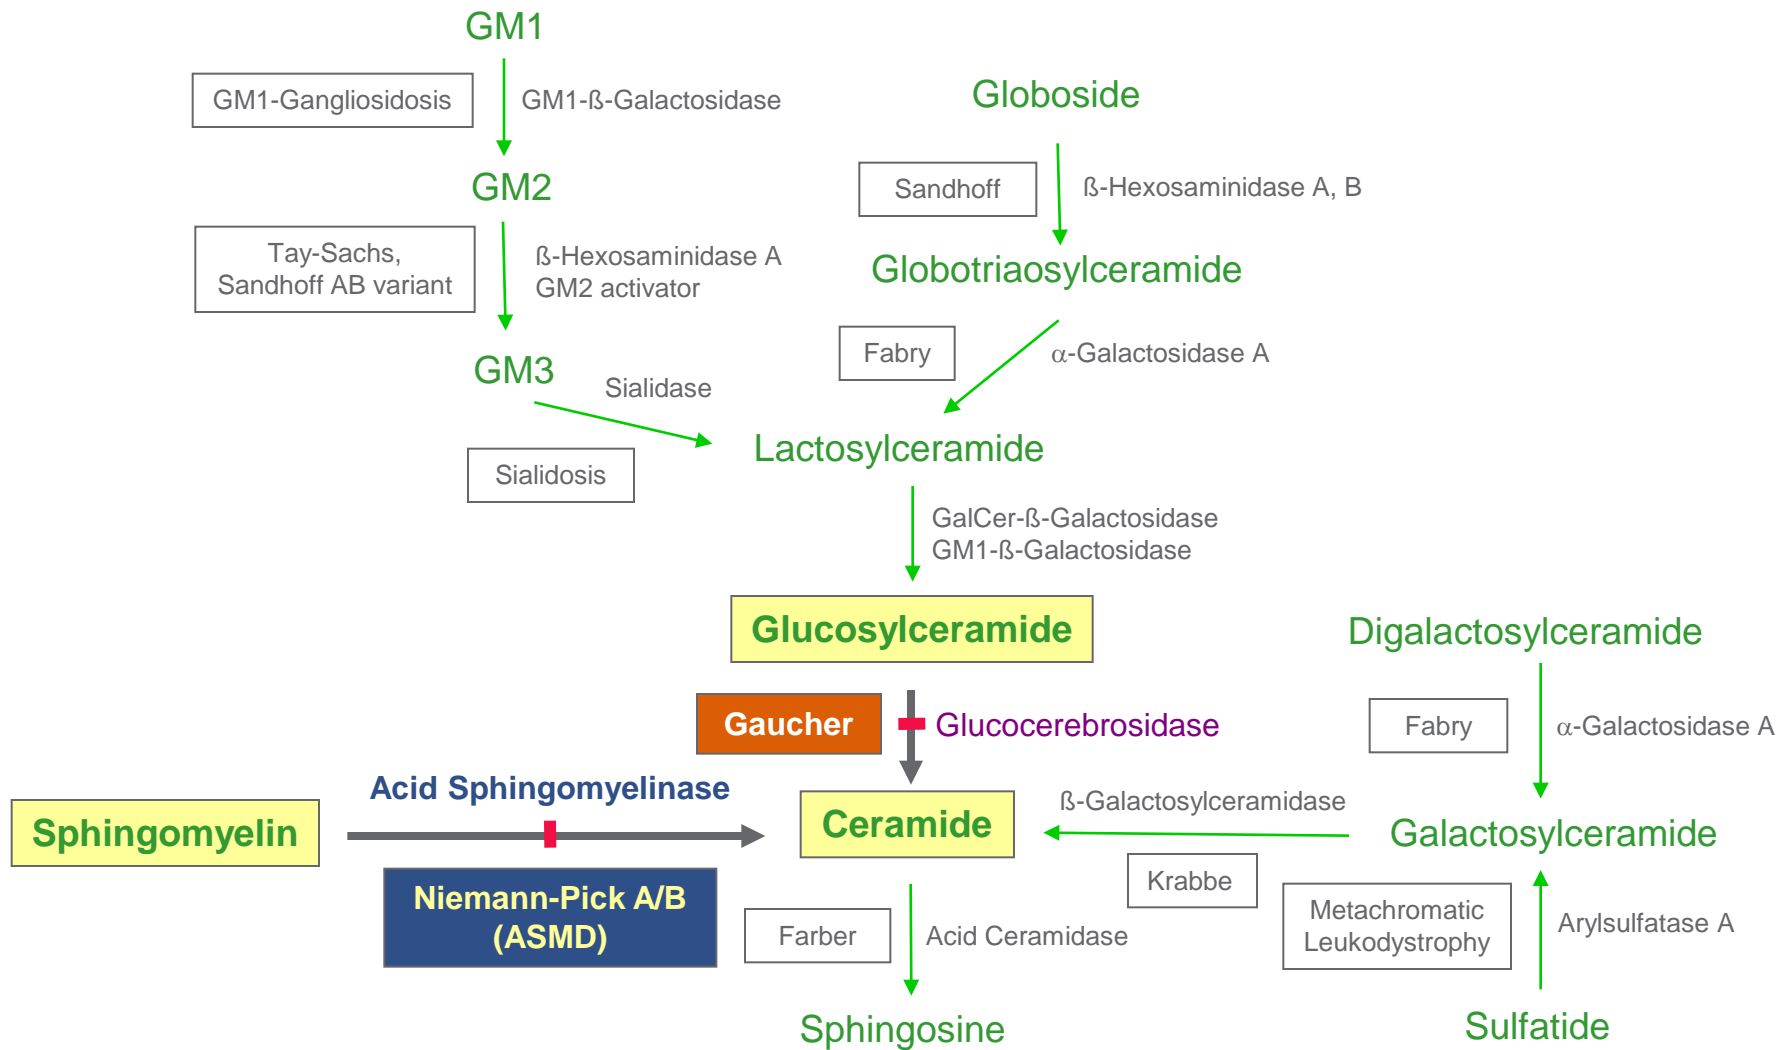 GM1
GM1-Gangliosidosis
GM1-ß-Galactosidase
GM2
Tay-Sachs,
Sandhoff AB variant
ß-Hexosaminidase A
GM2 activator
GM3
Sialidase
Sialidosis
Globoside
Sandhoff
ß-Hexosaminidase A, B
Globotriaosylceramide
Fabry
α-Galactosidase A
Lactosylceramide
GalCer-ß-Galactosidase
GM1-ß-Galactosidase
Glucosylceramide
Gaucher
Glucocerebrosidase
Sphingomyelin
Acid Sphingomyelinase
Niemann-Pick A/B
(ASMD)
Ceramide
Farber
Acid Ceramidase
Sphingosine
Digalactosylceramide
Fabry
α-Galactosidase A
ß-Galactosylceramidase
Krabbe
Galactosylceramide
Metachromatic
Leukodystrophy
Arylsulfatase A
Sulfatide